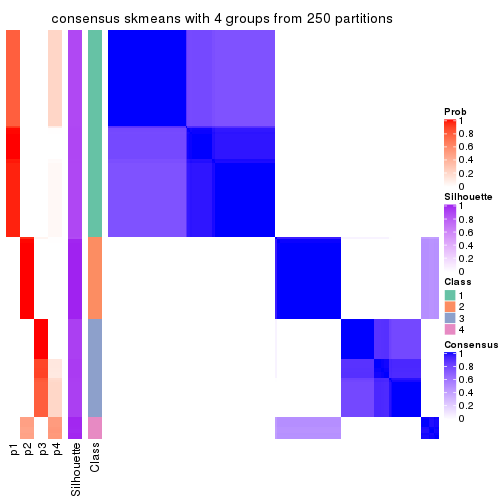 consensus skmeans with 4 groups from 250 partitions
Prob
1
0.8
0.6
0.4
0.2
0
Silhouette
1
0.8
0.6
0.4
0.2
0
Class
1
2
3
4
Consensus
1
0.8
0.6
0.4
0.2
0
p1
p2
p3
p4
Silhouette
Class